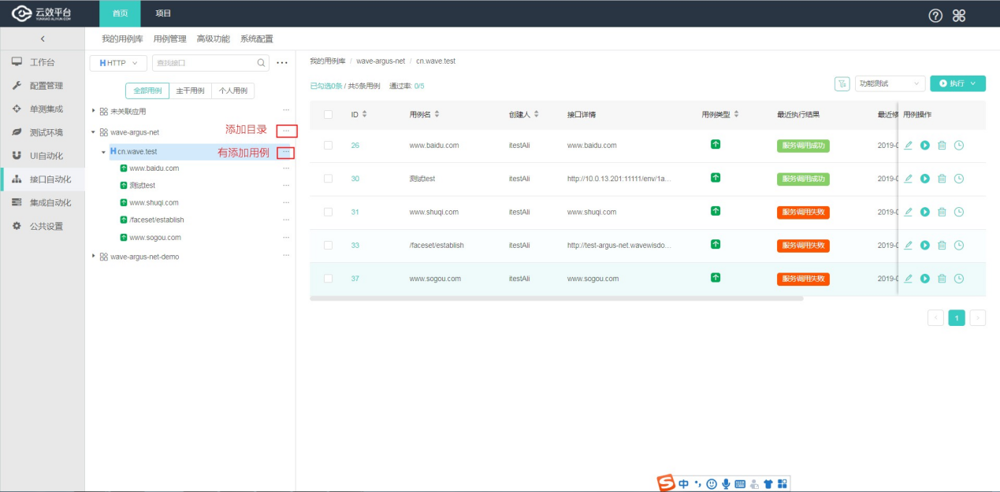 云效平台
YUNXIAO.ALIYUN.COM
首页 项目
我的用例库 用例管理 高级功能 系统配置
工作台
配置管理
单测集成
测试环境
UI自动化
接口自动化
集成自动化
公共设置
HTTP 查找接口
全部用例 主干用例 个人用例
未关联应用
wave-argus-net 添加目录
cn.wave.test 有添加用例
www.baidu.com
测试test
www.shuqi.com
/faceset/establish
www.sogou.com
wave-argus-net-demo
我的用例库 / wave-argus-net / cn.wave.test
已勾选0条 / 共5条用例 通过率: 0/5 功能测试 执行
ID 用例名 创建人 接口详情 用例类型 最近执行结果 最近修 用例操作
26 www.baidu.com itestAli www.baidu.com 服务调用成功 2019-0
30 测试test itestAli http://10.0.13.201:11111/env/1a... 服务调用成功 2019-0
31 www.shuqi.com itestAli www.shuqi.com 服务调用失败 2019-0
33 /faceset/establish itestAli http://test-argus-net.wavewisdo... 服务调用失败 2019-0
37 www.sogou.com itestAli www.sogou.com 服务调用失败 2019-0
1
中